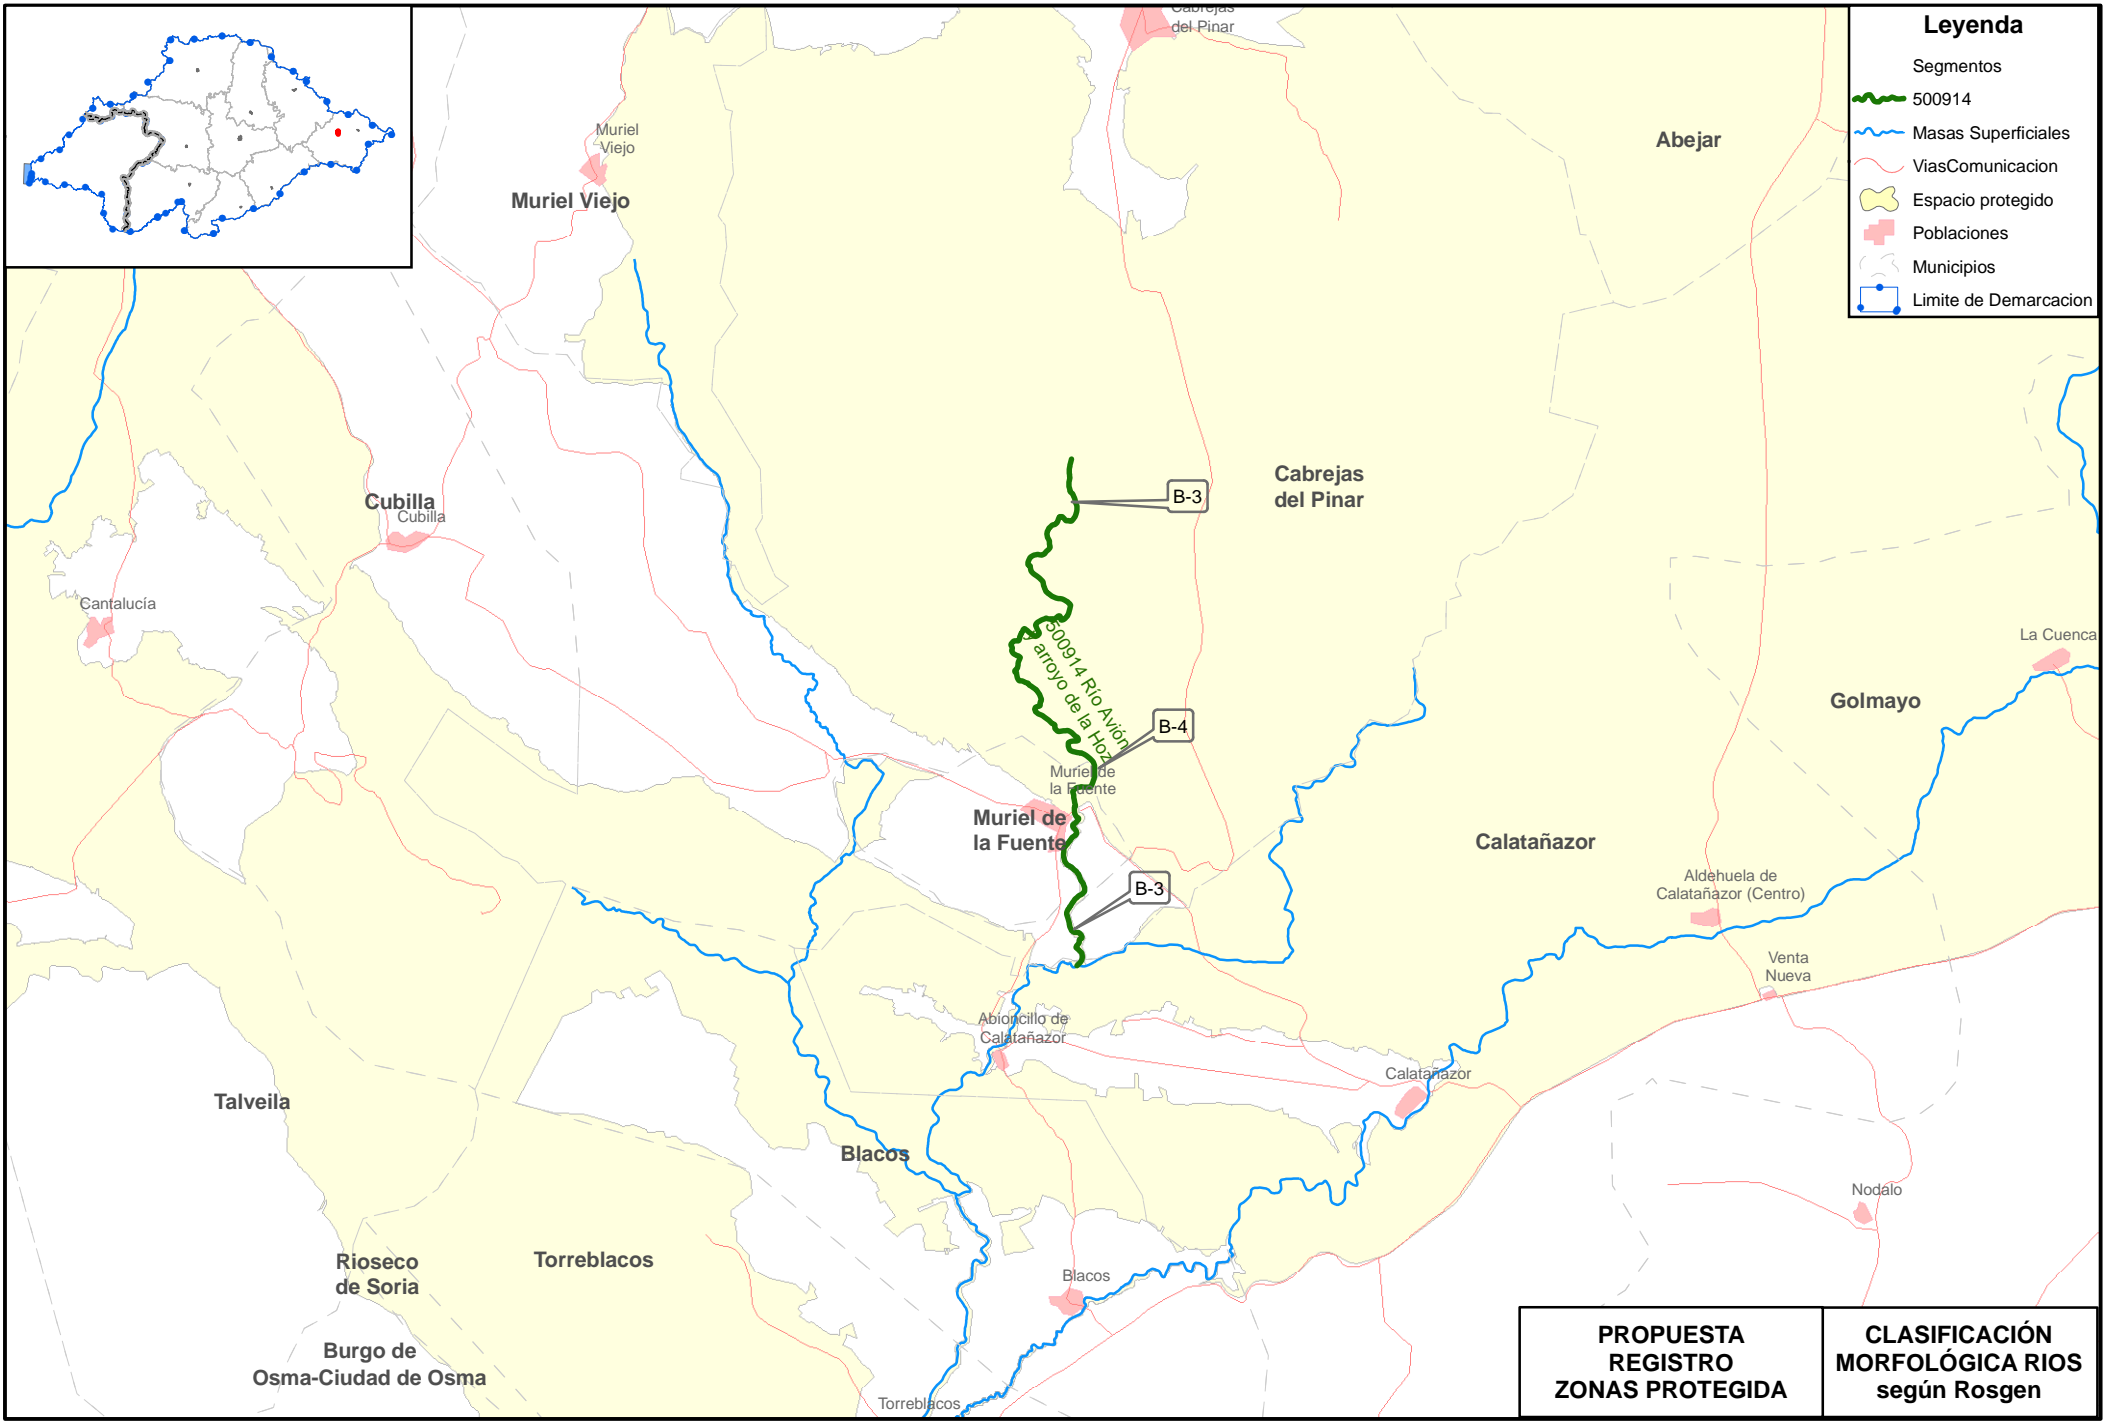 Cabrejas
del Pinar
Leyenda
Segmentos
500914
Masas Superficiales
ViasComunicacion
Espacio protegido
Poblaciones
Municipios
Limite de Demarcacion
Abejar
Muriel
Viejo
Muriel Viejo
Cabrejas
del Pinar
B-3
Cubilla
Cubilla
Cantalucía
500914 Río Avión
y arroyo de la Hoz
La Cuenca
Golmayo
B-4
Muriel de
la Fuente
Muriel de
la Fuente
Calatañazor
B-3
Aldehuela de
Calatañazor (Centro)
Venta
Nueva
Abioncillo de
Calatañazor
Calatañazor
Talveila
Blacos
Nodalo
Rioseco
de Soria
Torreblacos
Blacos
Burgo de
Osma-Ciudad de Osma
Torreblacos
PROPUESTA
REGISTRO
ZONAS PROTEGIDA
CLASIFICACIÓN
MORFOLÓGICA RIOS
según Rosgen